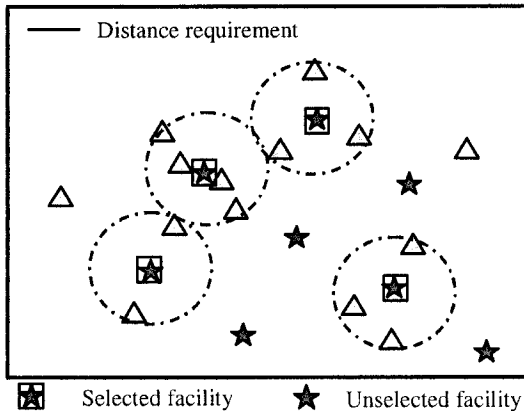 Distance requirement
Selected facility
Unselected facility